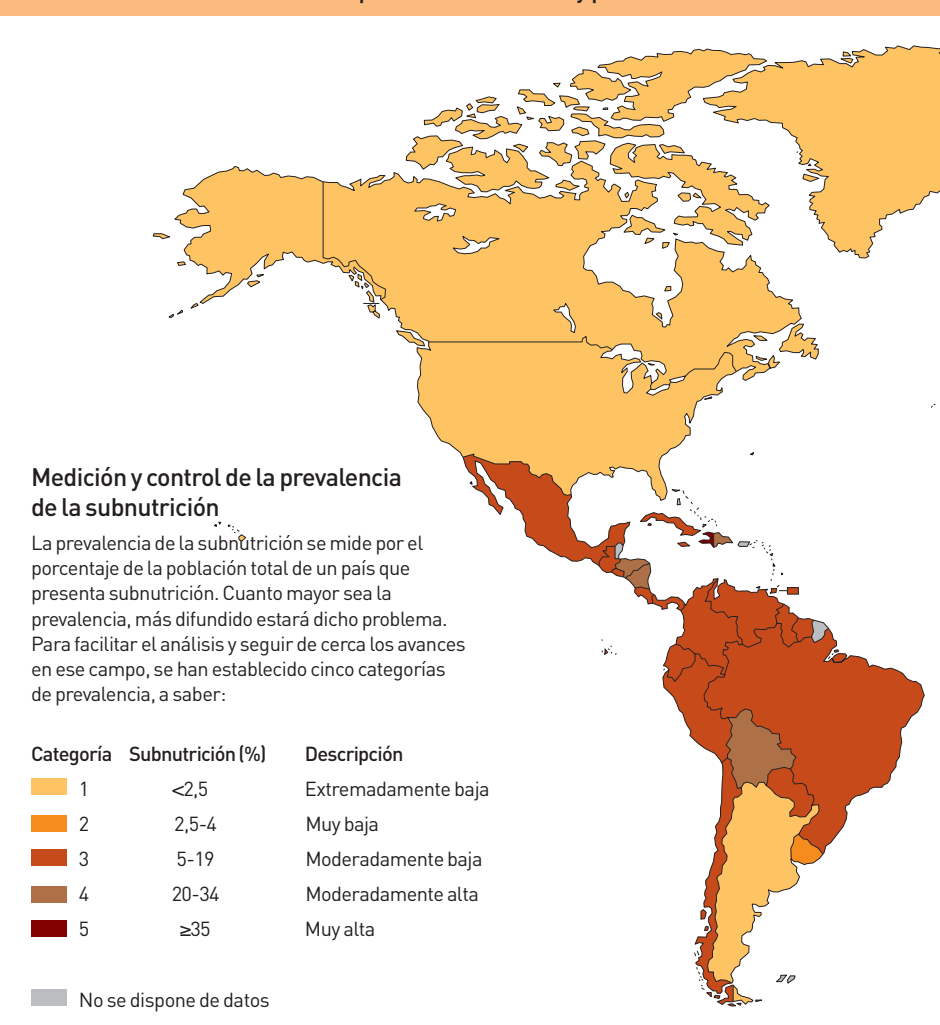 Medición y control de la prevalencia
de la subnutrición
La prevalencia de la subnutrición se mide por el
porcentaje de la población total de un país que
presenta subnutrición. Cuanto mayor sea la
prevalencia, más difundido estará dicho problema.
Para facilitar el análisis y seguir de cerca los avances
en ese campo, se han establecido cinco categorías
de prevalencia, a saber:
Categoría Subnutrición (%) Descripción
1 <2,5 Extremadamente baja
2 2,5-4 Muy baja
3 5-19 Moderadamente baja
4 20-34 Moderadamente alta
5 ≥35 Muy alta
No se dispone de datos